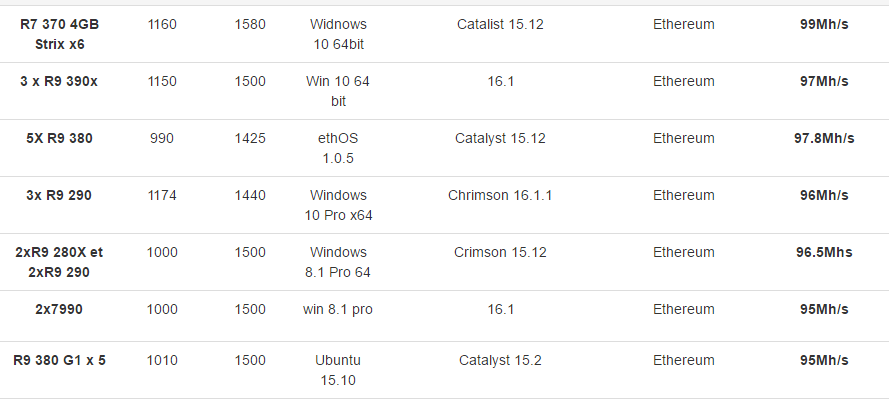 R7 370 4GB Strix x6 1160 1580 Widnows 10 64bit Catalist 15.12 Ethereum 99Mh/s
3 x R9 390x 1150 1500 Win 10 64 bit 16.1 Ethereum 97Mh/s
5X R9 380 990 1425 ethOS 1.0.5 Catalyst 15.12 Ethereum 97.8Mh/s
3x R9 290 1174 1440 Windows 10 Pro x64 Chrimson 16.1.1 Ethereum 96Mh/s
2xR9 280X et 2xR9 290 1000 1500 Windows 8.1 Pro 64 Crimson 15.12 Ethereum 96.5Mhs
2x7990 1000 1500 win 8.1 pro 16.1 Ethereum 95Mh/s
R9 380 G1 x 5 1010 1500 Ubuntu 15.10 Catalyst 15.2 Ethereum 95Mh/s